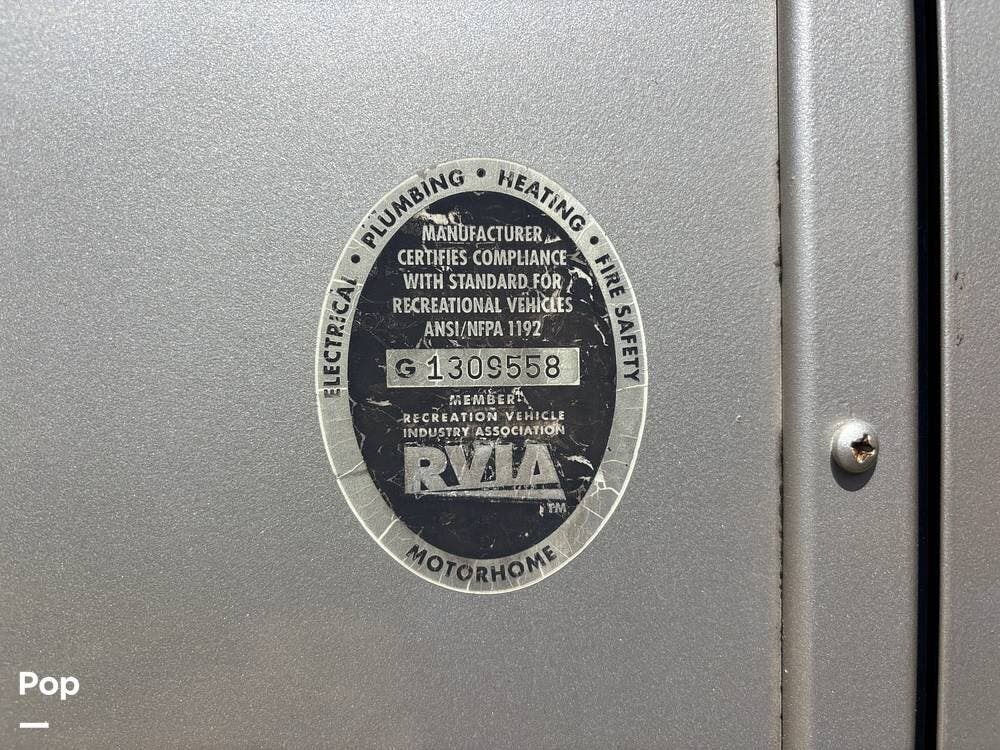 ELECTRICAL • PLUMBING • HEATING • FIRE SAFETY
MANUFACTURER
CERTIFIES COMPLIANCE
WITH STANDARD FOR
RECREATIONAL VEHICLES
ANSI/NFPA 1192
G 1309558
MEMBER
RECREATION VEHICLE
INDUSTRY ASSOCIATION
RVIA
TM
MOTORHOME
Pop